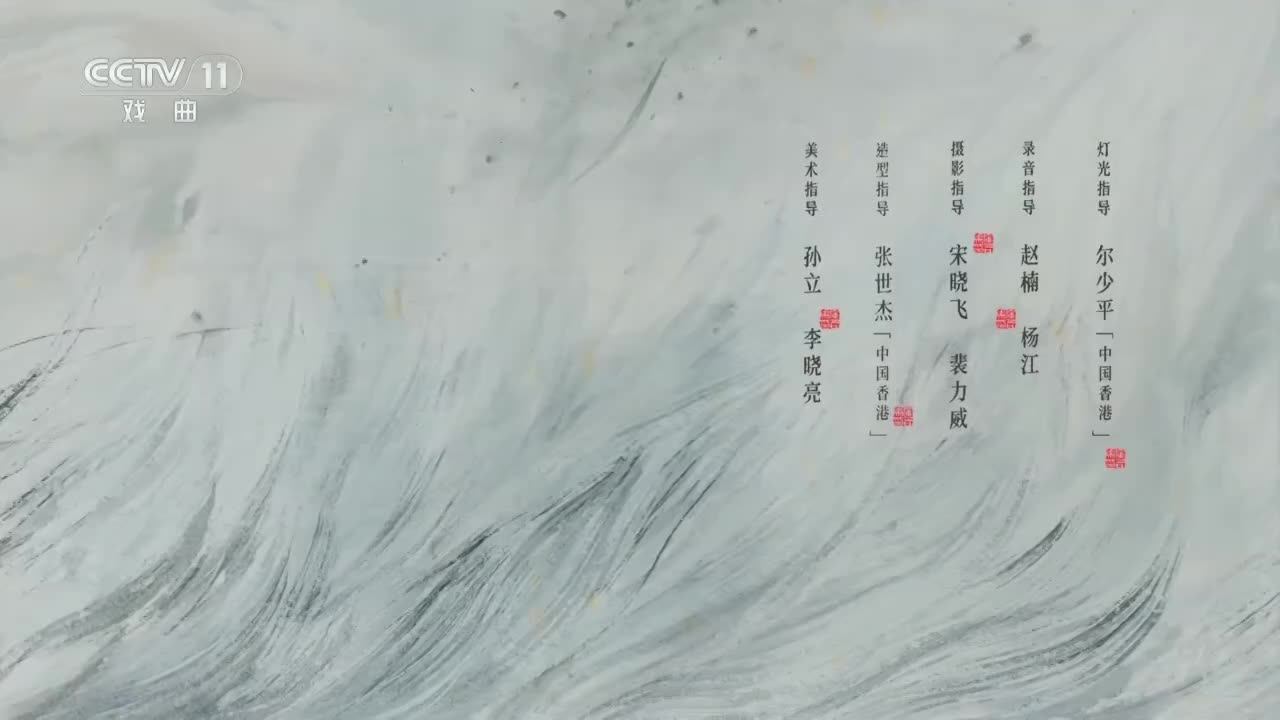 CCTV 11
戏曲
灯光指导 尔少平「中国香港」
录音指导 赵楠 杨江
摄影指导 宋晓飞 裴力威
造型指导 张世杰「中国香港」
美术指导 孙立 李晓亮